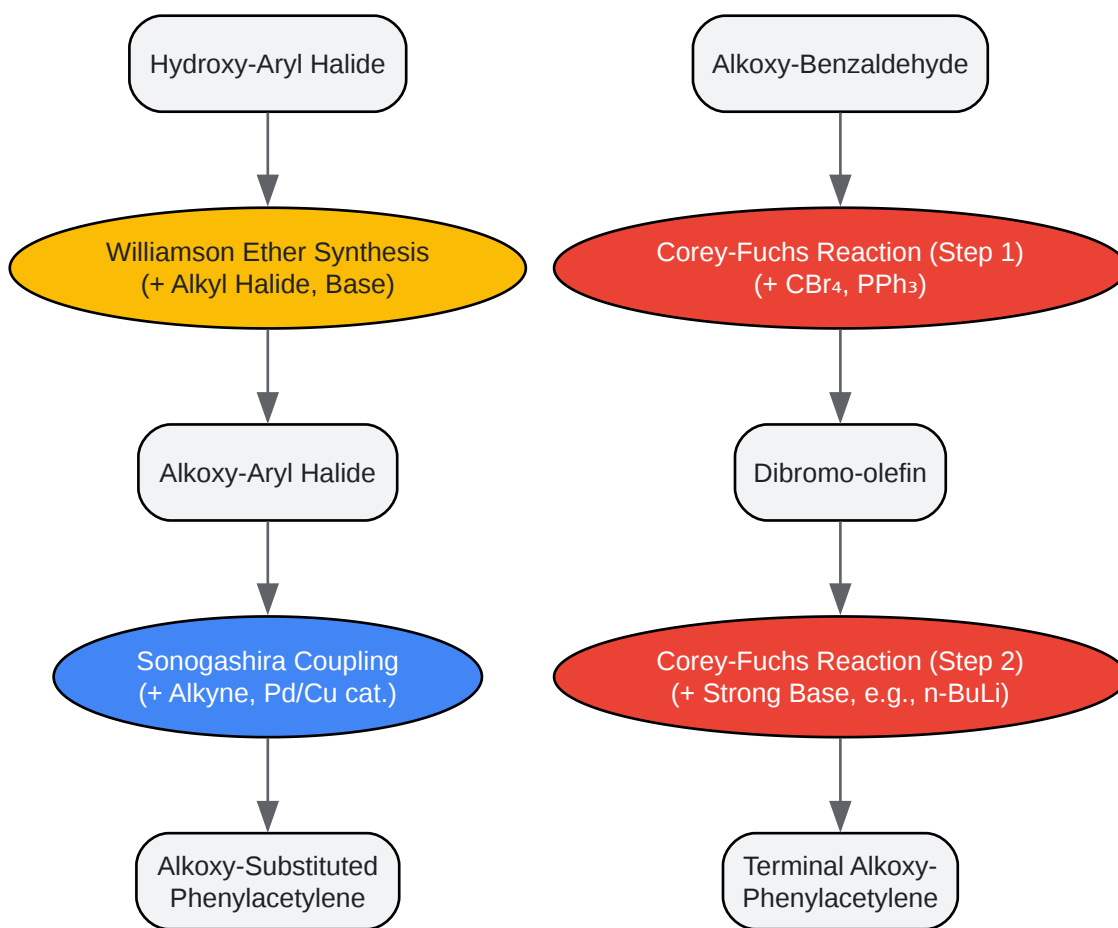 Hydroxy-Aryl Halide
Williamson Ether Synthesis
(+ Alkyl Halide, Base)
Alkoxy-Aryl Halide
Sonogashira Coupling
(+ Alkyne, Pd/Cu cat.)
Alkoxy-Substituted
Phenylacetylene
Alkoxy-Benzaldehyde
Corey-Fuchs Reaction (Step 1)
(+ CBr₄, PPh₃)
Dibromo-olefin
Corey-Fuchs Reaction (Step 2)
(+ Strong Base, e.g., n-BuLi)
Terminal Alkoxy-
Phenylacetylene